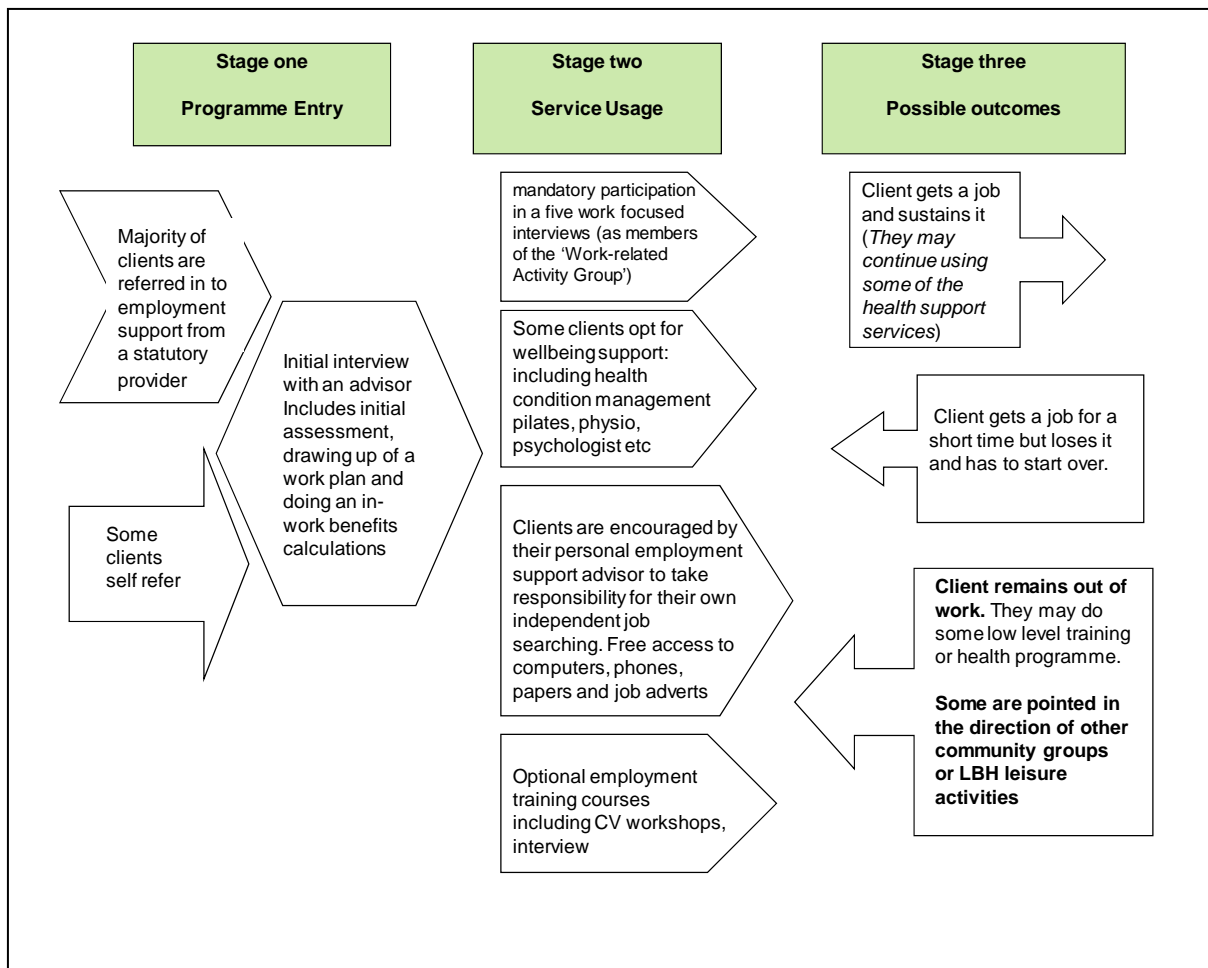 Stage one
Programme Entry
Majority of
clients are
referred in to
employment
support from
a statutory
provider
Some
clients
self refer
Initial interview
with an advisor
Includes initial
assessment,
drawing up of a
work plan and
doing an in-
work benefits
calculations
Stage two
Service Usage
mandatory participation
in a five work focused
interviews (as members
of the ‘Work-related
Activity Group’)
Some clients opt for
wellbeing support:
including health
condition management
pilates, physio,
psychologist etc
Clients are encouraged by
their personal employment
support advisor to take
responsibility for their own
independent job
searching. Free access to
computers, phones,
papers and job adverts
Optional employment
training courses
including CV workshops,
interview
Stage three
Possible outcomes
Client gets a job
and sustains it
(They may
continue using
some of the
health support
services)
Client gets a job for a
short time but loses it
and has to start over.
Client remains out of
work. They may do
some low level training
or health programme.
Some are pointed in
the direction of other
community groups
or LBH leisure
activities